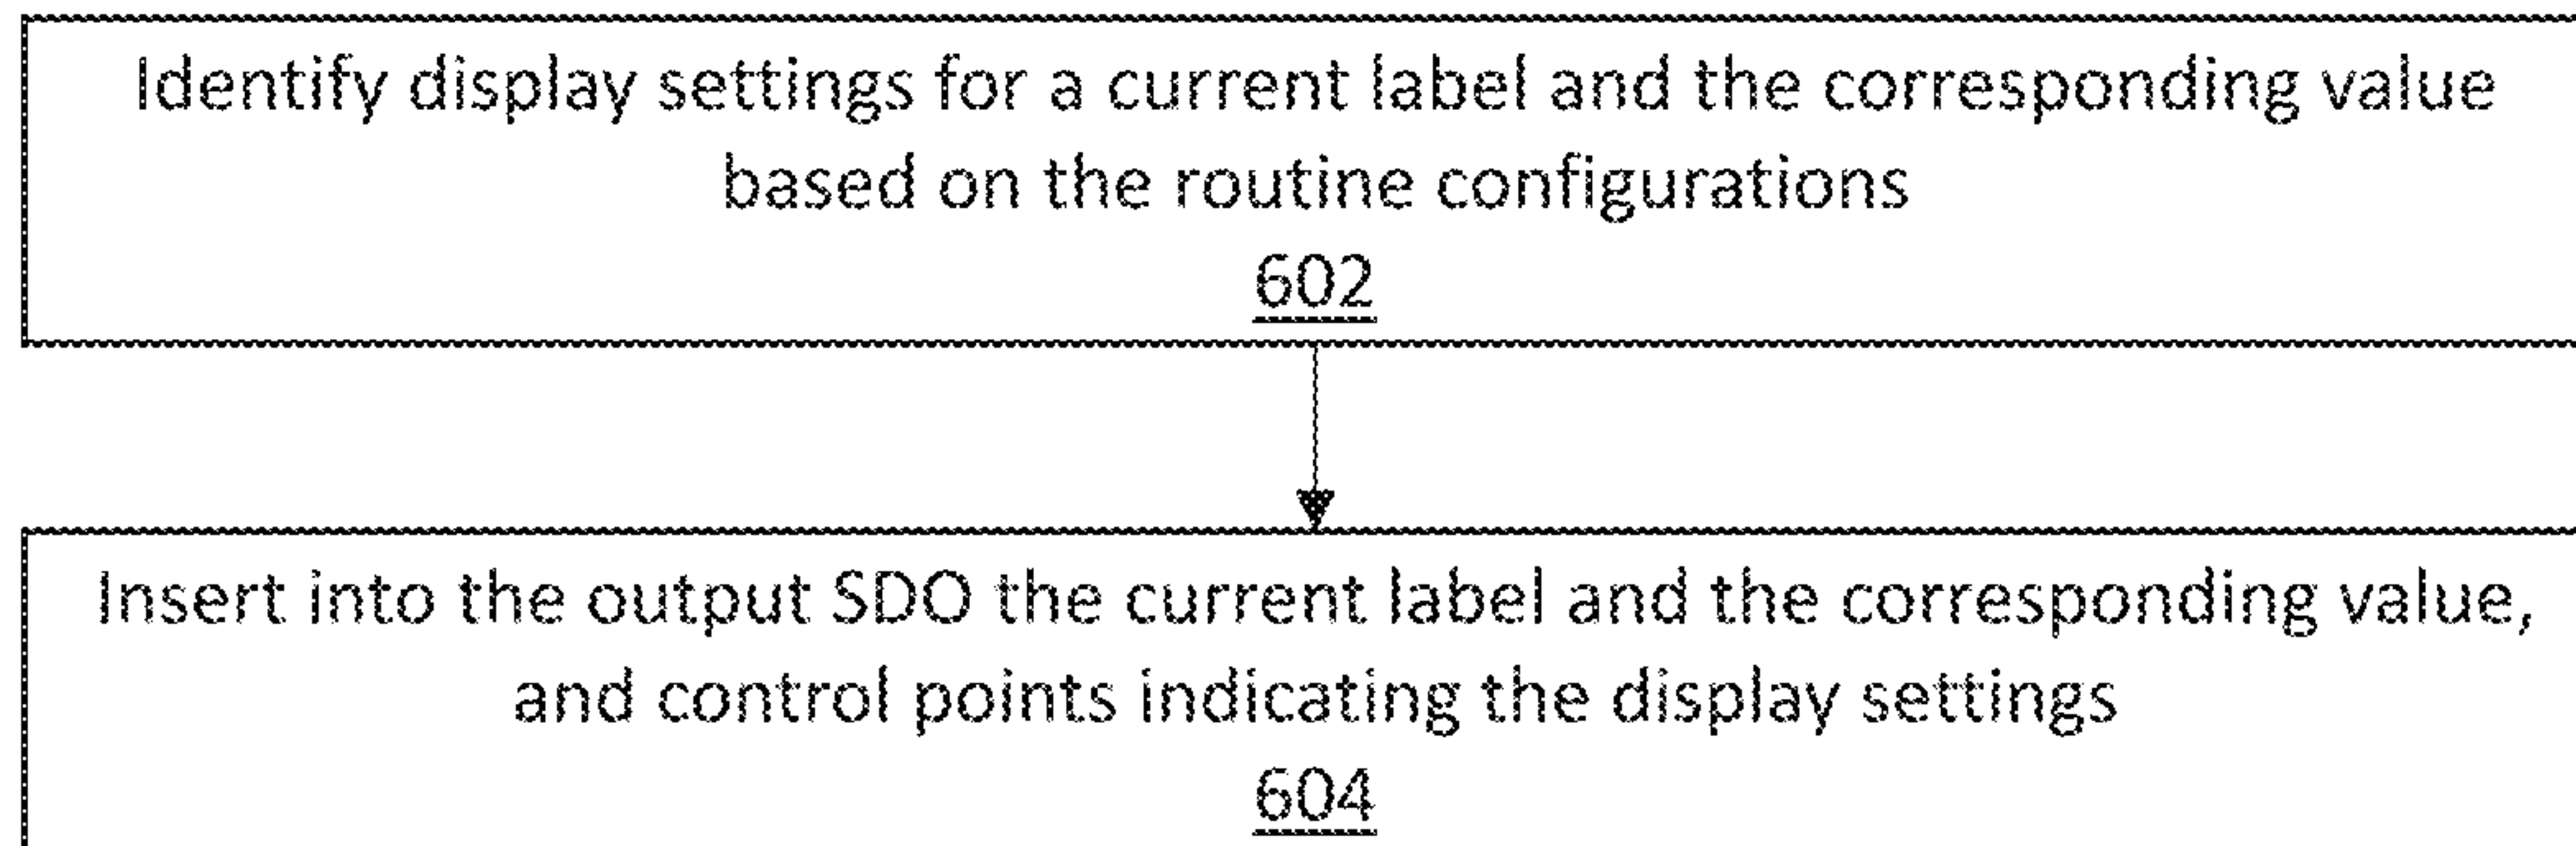 Identify display settings for a current label and the corresponding value
based on the routine configurations
602
Insert into the output SDO the current label and the corresponding value,
and control points indicating the display settings
604